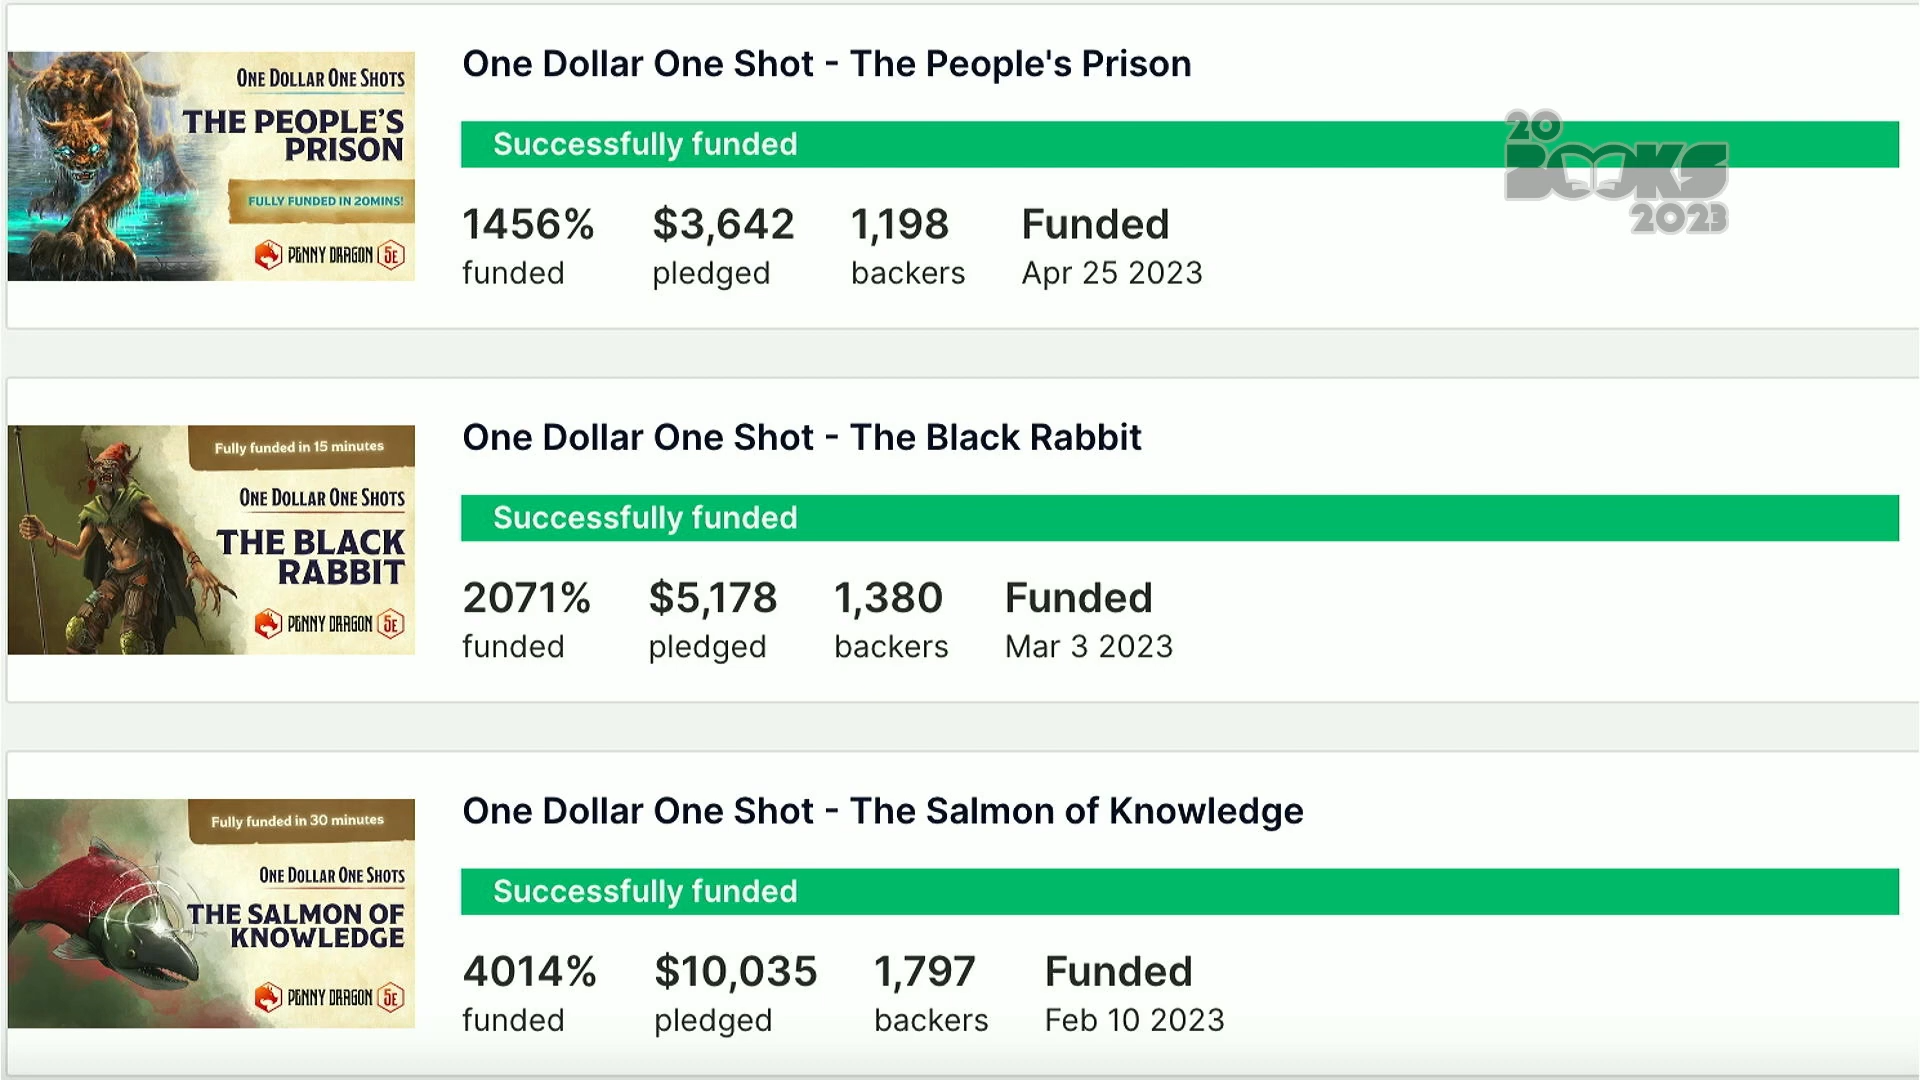 One Dollar One Shots
THE PEOPLE'S
PRISON
FULLY FUNDED IN 20MINS!
PENNY DRAGON 5E
One Dollar One Shot - The People's Prison
Successfully funded
20
BOOKS
2023
1456% $3,642 1,198 Funded
funded pledged backers Apr 25 2023
Fully funded in 15 minutes
One Dollar One Shots
THE BLACK
RABBIT
PENNY DRAGON 5E
One Dollar One Shot - The Black Rabbit
Successfully funded
2071% $5,178 1,380 Funded
funded pledged backers Mar 3 2023
Fully funded in 30 minutes
One Dollar One Shots
THE SALMON OF
KNOWLEDGE
PENNY DRAGON 5E
One Dollar One Shot - The Salmon of Knowledge
Successfully funded
4014% $10,035 1,797 Funded
funded pledged backers Feb 10 2023